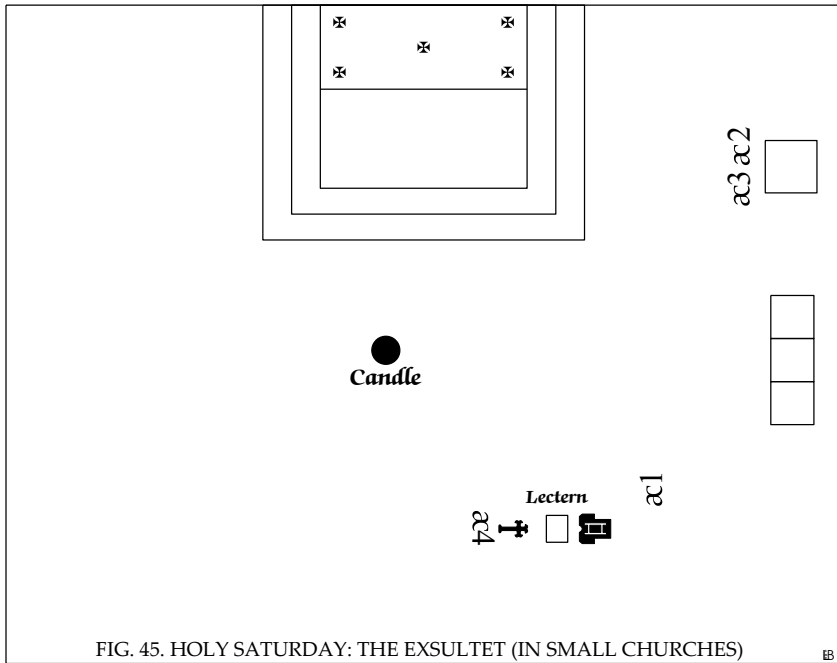 ac3 ac2
Candle
Lectern
ac1
ac4
FIG. 45. HOLY SATURDAY: THE EXSULTET (IN SMALL CHURCHES)
EB